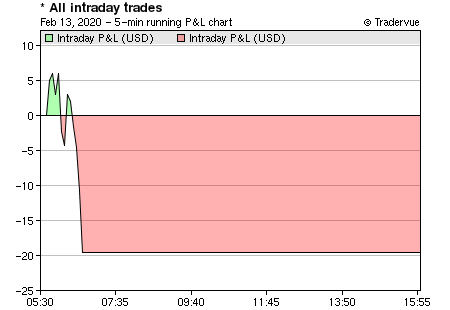 * All intraday trades
Feb 13, 2020 – 5-min running P&L chart
© Tradervue
Intraday P&L (USD)
Intraday P&L (USD)
10
5
0
-5
-10
-15
-20
-25
05:30
07:35
09:40
11:45
13:50
15:55